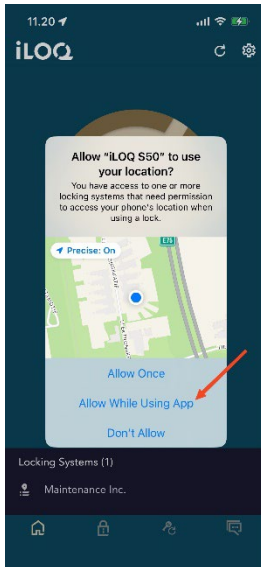 11.20
iLOQ
Allow "iLOQ S50" to use
your location?
You have access to one or more
locking systems that need permission
to access your phone's location when
using a lock.
Precise: On
E75
Allow Once
Allow While Using App
Don't Allow
Locking Systems (1)
Maintenance Inc.